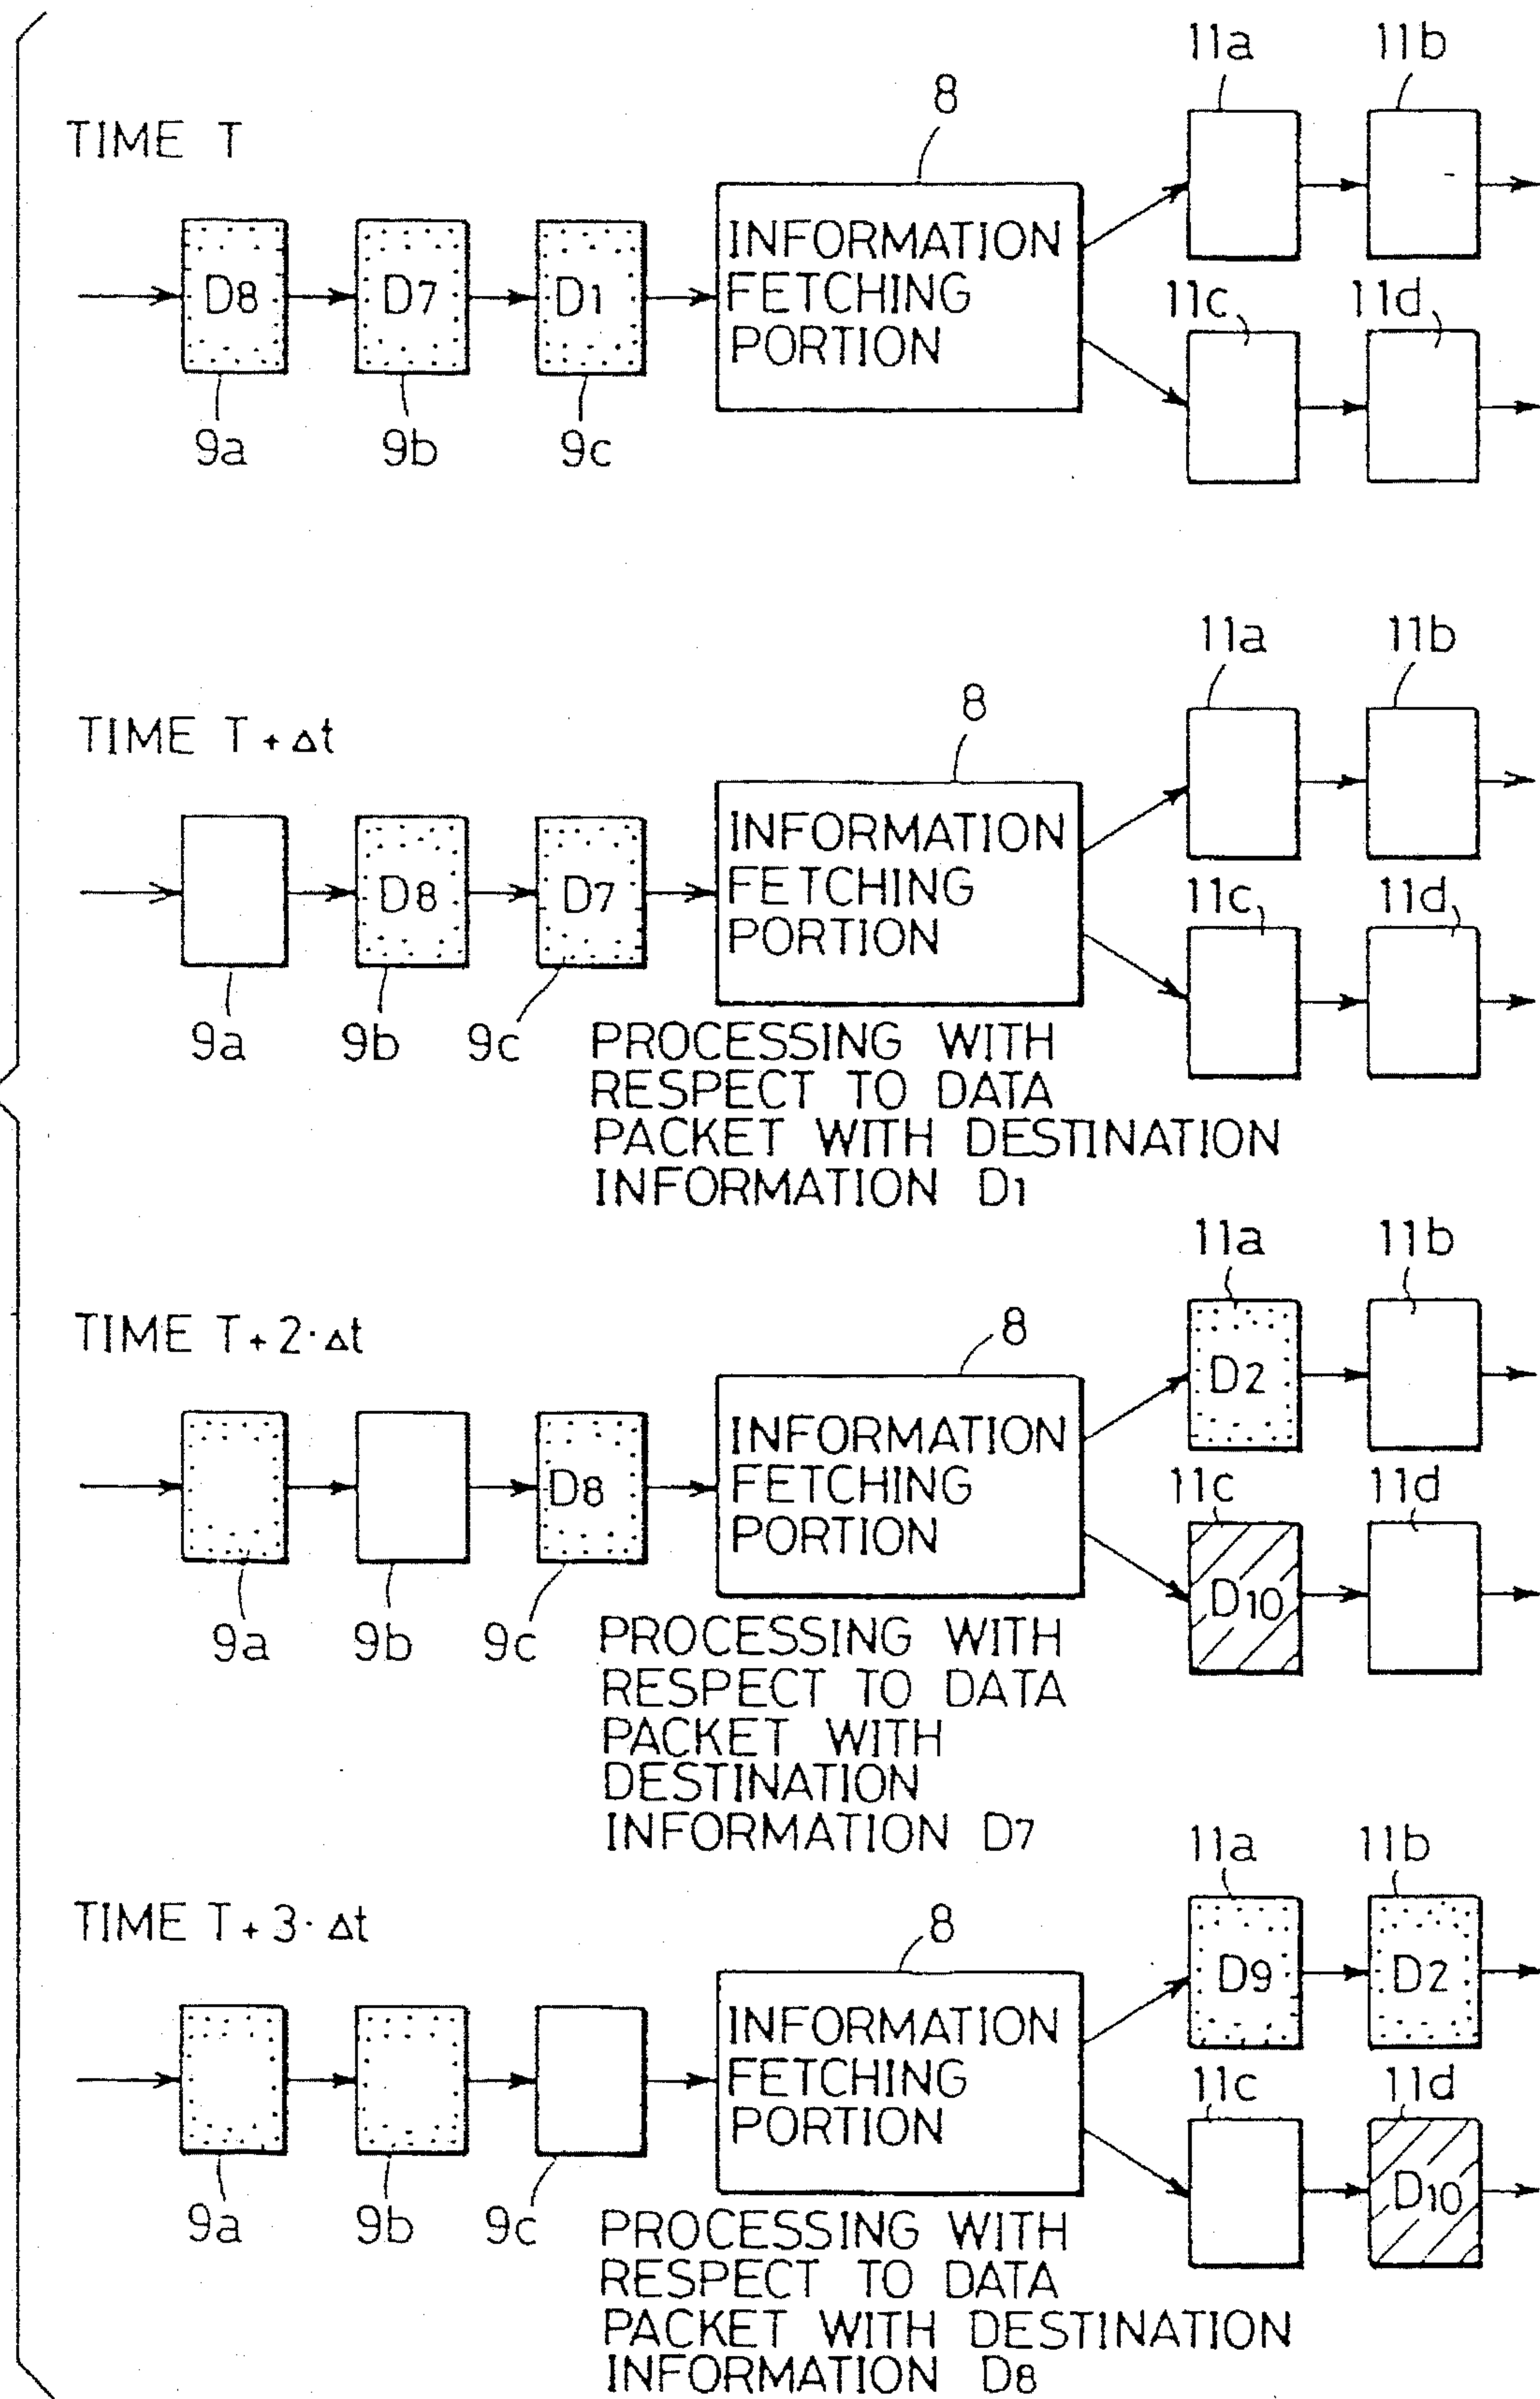 11a 11b
8
TIME T
INFORMATION
FETCHING
PORTION
D8 D7 D1
11c 11d
9a 9b 9c
11a 11b
8
TIME T+Δt
INFORMATION
FETCHING
PORTION
D8 D7
11c 11d
9a 9b 9c
PROCESSING WITH
RESPECT TO DATA
PACKET WITH DESTINATION
INFORMATION D1
11a 11b
8
TIME T+2·Δt
D2
INFORMATION
FETCHING
PORTION
D8
11c 11d
D10
9a 9b 9c
PROCESSING WITH
RESPECT TO DATA
PACKET WITH
DESTINATION
INFORMATION D7
11a 11b
8
TIME T+3·Δt
D9 D2
INFORMATION
FETCHING
PORTION
11c 11d
D10
9a 9b 9c
PROCESSING WITH
RESPECT TO DATA
PACKET WITH DESTINATION
INFORMATION D8